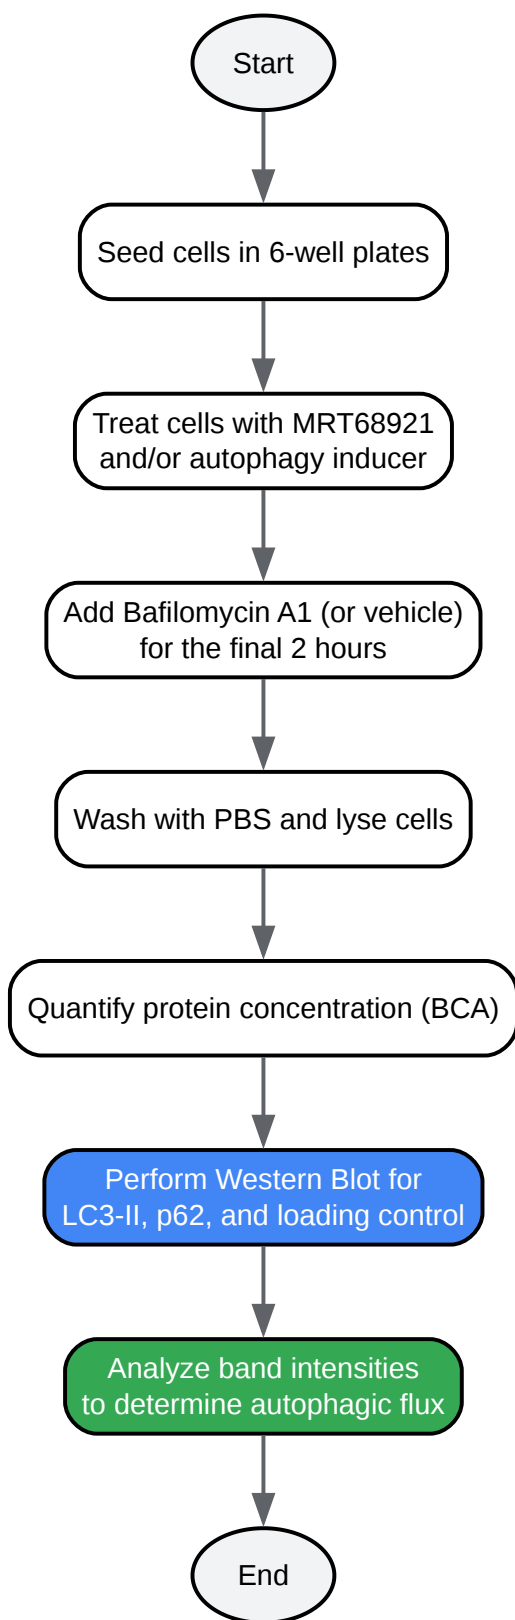 Start
Seed cells in 6-well plates
Treat cells with MRT68921
and/or autophagy inducer
Add Bafilomycin A1 (or vehicle)
for the final 2 hours
Wash with PBS and lyse cells
Quantify protein concentration (BCA)
Perform Western Blot for
LC3-II, p62, and loading control
Analyze band intensities
to determine autophagic flux
End